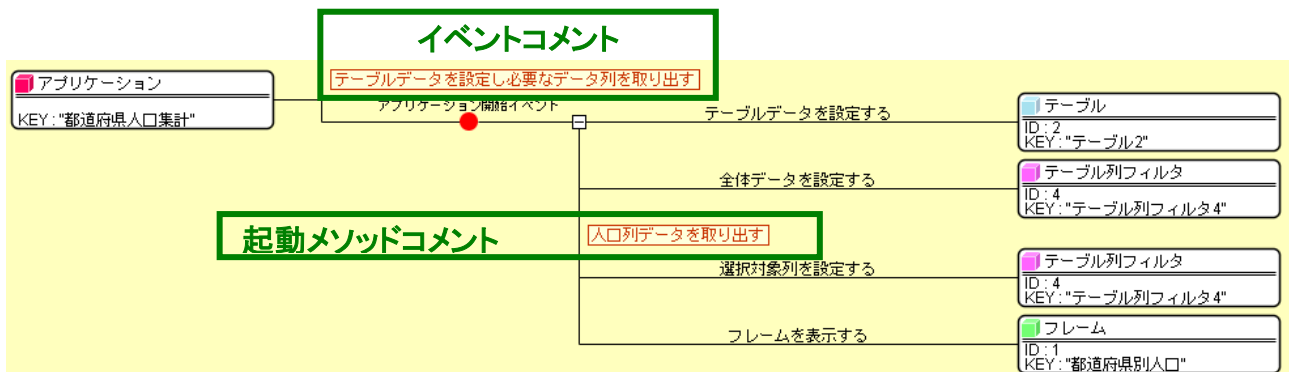 イベントコメント
アプリケーション
KEY : "都道府県人口集計"
テーブルデータを設定し必要なデータ列を取り出す
アプリケーション開始イベント
テーブルデータを設定する
テーブル
ID : 2
KEY : "テーブル2"
全体データを設定する
テーブル列フィルタ
ID : 4
KEY : "テーブル列フィルタ4"
起動メソッドコメント
人口列データを取り出す
選択対象列を設定する
テーブル列フィルタ
ID : 4
KEY : "テーブル列フィルタ4"
フレームを表示する
フレーム
ID : 1
KEY : "都道府県別人口"